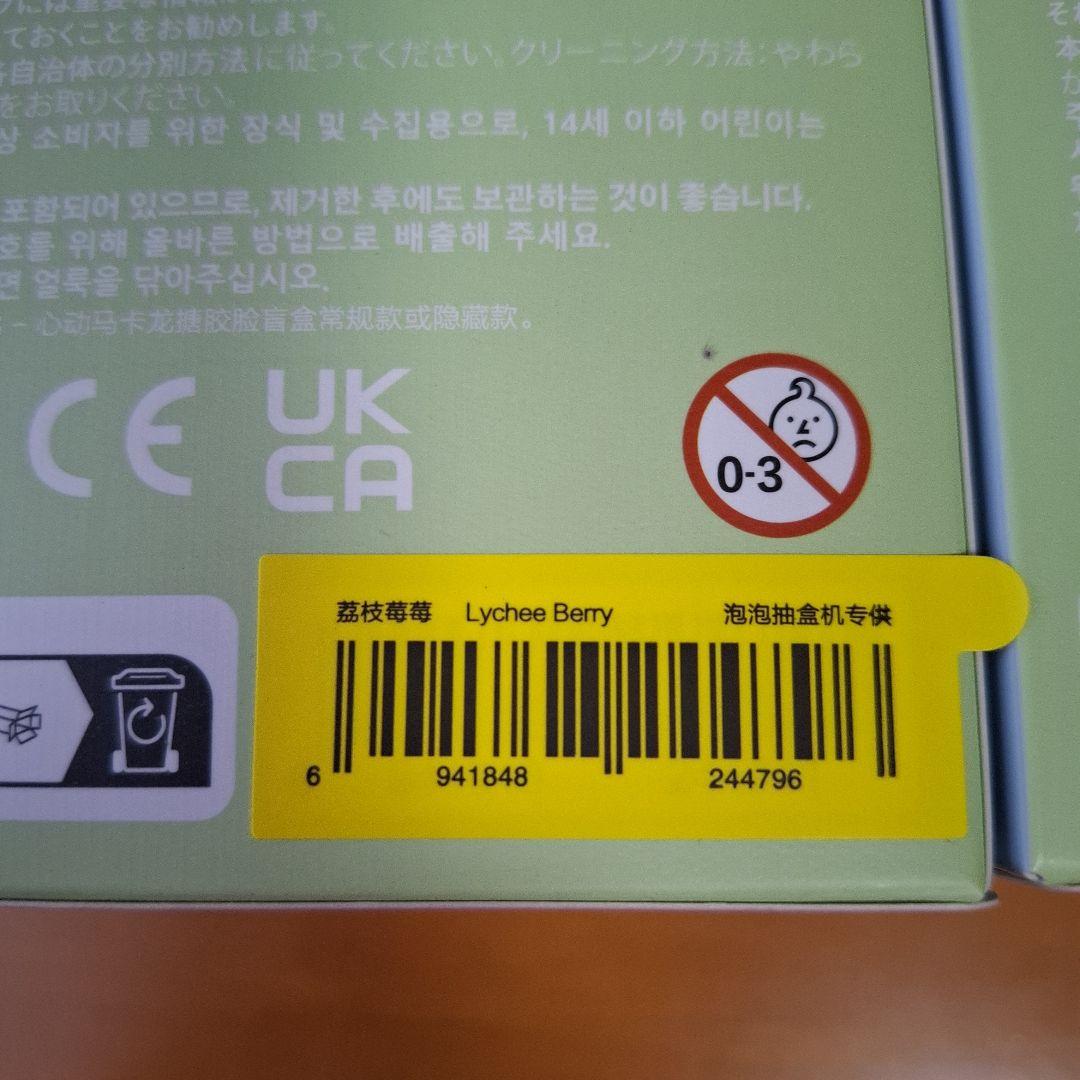 ておくことをお勧めします。
各自治体の分別方法に従ってください。クリーニング方法：やわら
をお取りください。
상 소비자를 위한 장식 및 수집용으로, 14세 이하 어린이는
포함되어 있으므로, 제거한 후에도 보관하는 것이 좋습니다.
호를 위해 올바른 방법으로 배출해 주세요.
면 얼룩을 닦아주십시오.
- 心动马卡龙搪胶脸盲盒常规款或隐藏款。
CE
UK
CA
0-3
荔枝莓莓 Lychee Berry 泡泡抽盒机专供
6 941848 244796